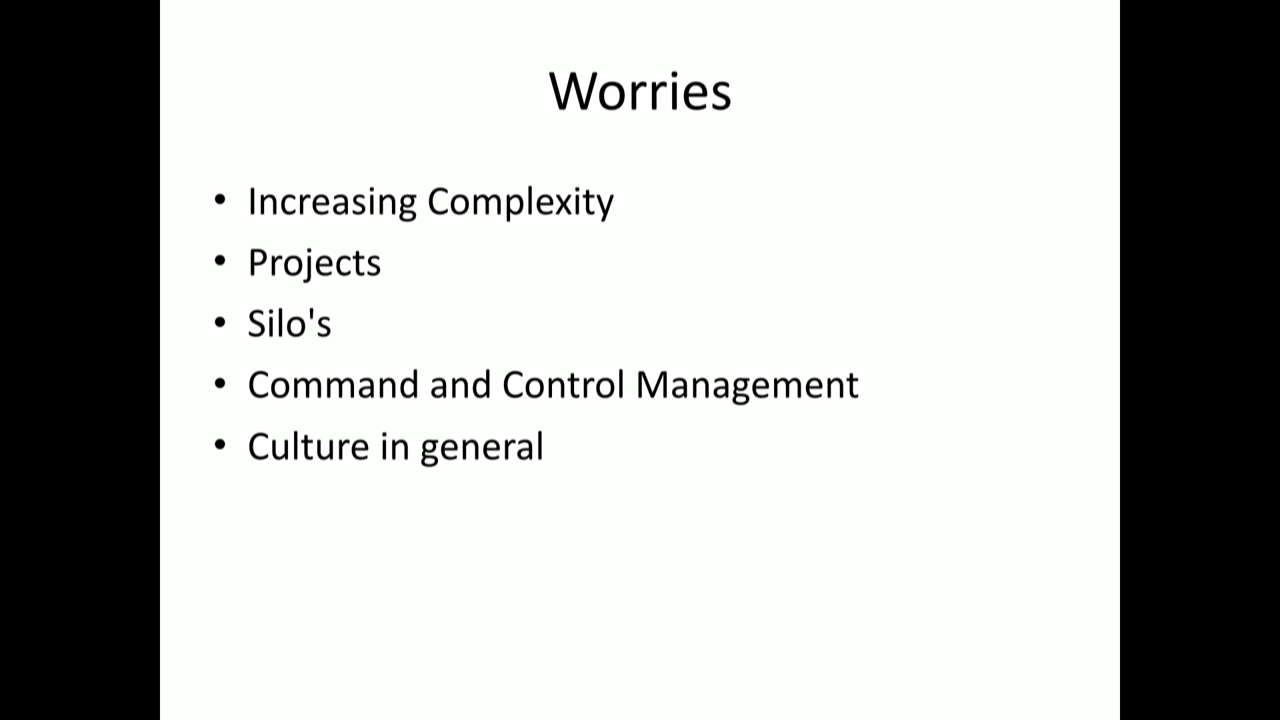 Worries
• Increasing Complexity
• Projects
• Silo's
• Command and Control Management
• Culture in general